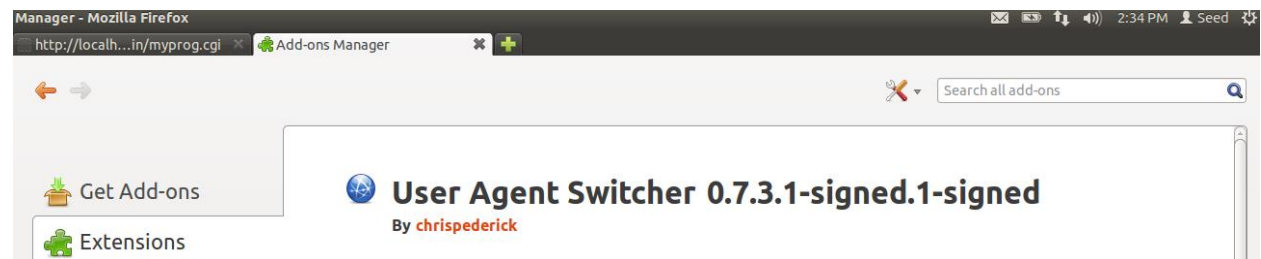 Manager - Mozilla Firefox 2:34 PM Seed
http://localh...in/myprog.cgi Add-ons Manager
Search all add-ons
Get Add-ons
User Agent Switcher 0.7.3.1-signed.1-signed
By chrispederick
Extensions